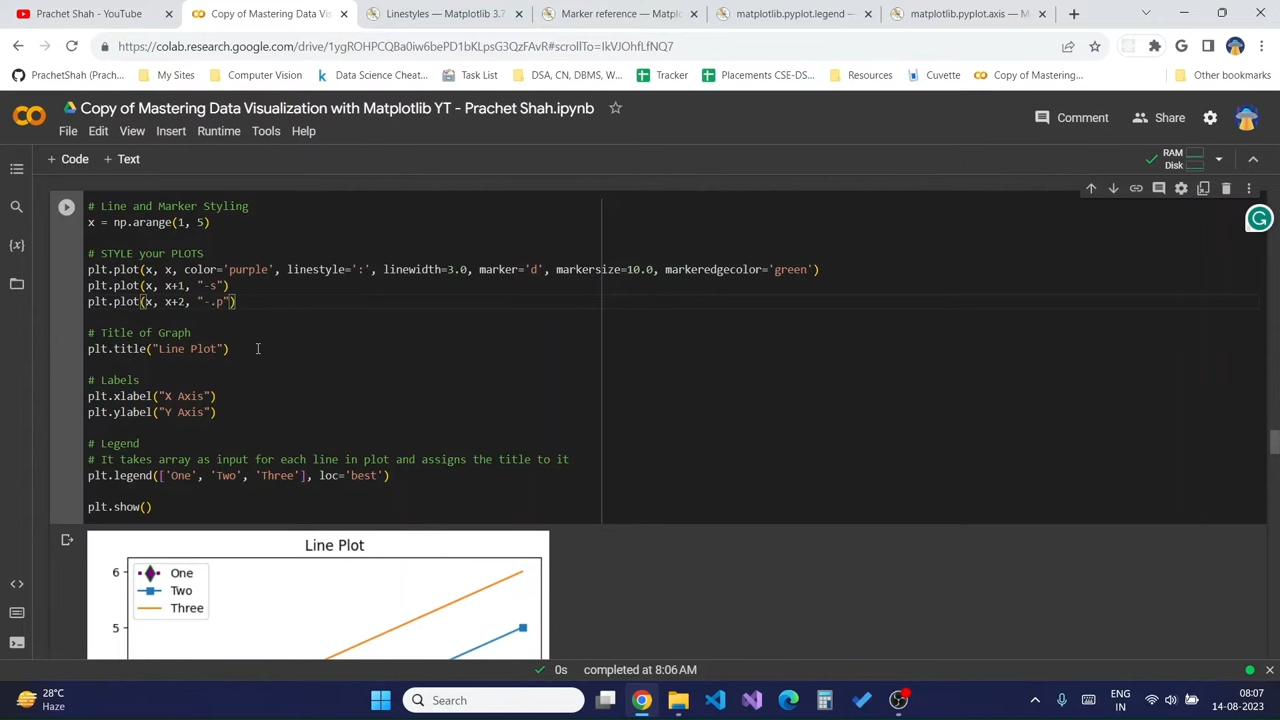 Prachet Shah - YouTube
Copy of Mastering Data Vis
Linestyles — Matplotlib 3.7
Marker reference — Matplo
matplotlib.pyplot.legend —
matplotlib.pyplot.axis — M
https://colab.research.google.com/drive/1ygROHPCQBa0iw6bePD1bKLpsG3QzFAvR#scrollTo=IkVJOhfLfNQ7
PrachetShah (Prach...
My Sites
Computer Vision
Data Science Cheat...
Task List
DSA, CN, DBMS, W...
Tracker
Placements CSE-DS...
Resources
Cuvette
Copy of Mastering...
Other bookmarks
Copy of Mastering Data Visualization with Matplotlib YT - Prachet Shah.ipynb
Comment
Share
File Edit View Insert Runtime Tools Help
+ Code + Text
RAM
Disk
# Line and Marker Styling
x = np.arange(1, 5)
# STYLE your PLOTS
plt.plot(x, x, color='purple', linestyle=':', linewidth=3.0, marker='d', markersize=10.0, markeredgecolor='green')
plt.plot(x, x+1, "-s")
plt.plot(x, x+2, "-.p")
# Title of Graph
plt.title("Line Plot")
# Labels
plt.xlabel("X Axis")
plt.ylabel("Y Axis")
# Legend
# It takes array as input for each line in plot and assigns the title to it
plt.legend(['One', 'Two', 'Three'], loc='best')
plt.show()
Line Plot
6
5
One
Two
Three
0s completed at 8:06 AM
28°C
Haze
Search
ENG
IN
08:07
14-08-2023